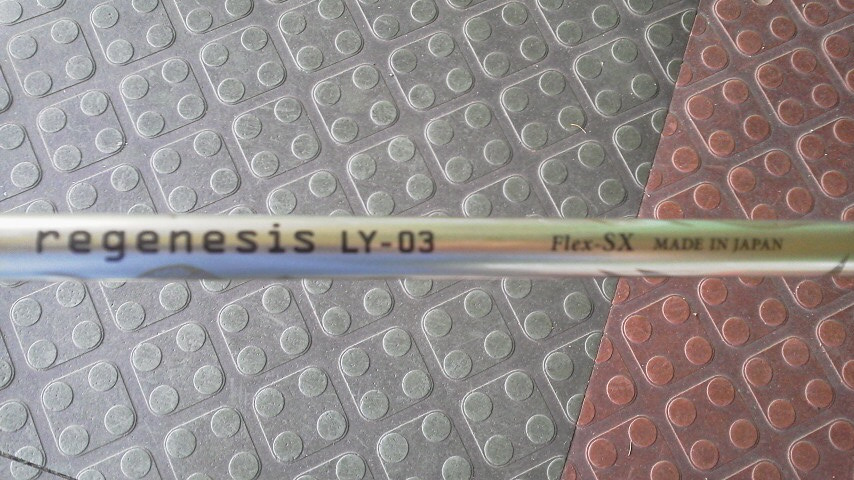 regenesis LY-03 Flex-SX MADE IN JAPAN